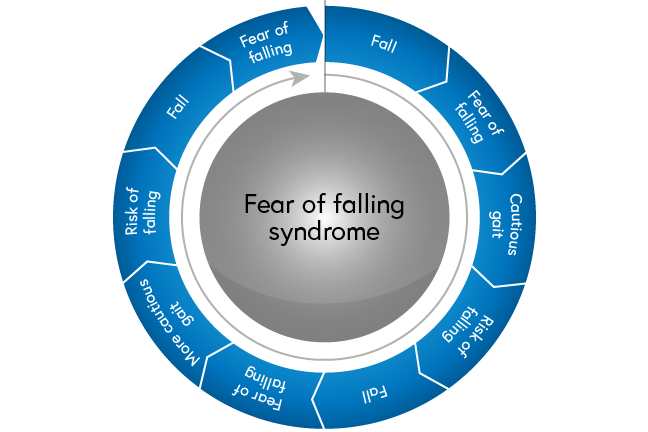 Fear of falling
syndrome
Fall
Fear of
falling
Cautious
gait
Risk of
falling
Fall
Fear of
falling
More cautious
gait
Risk of
falling
Fall
Fear of
falling